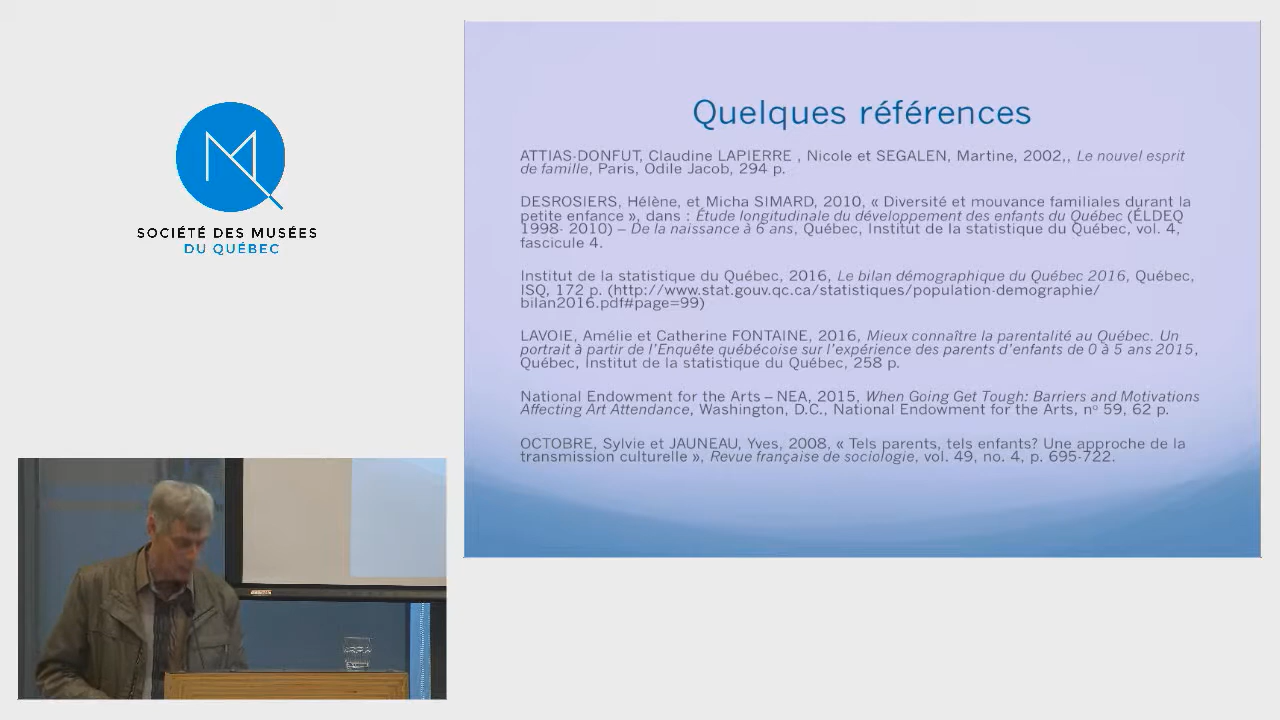 SOCIÉTÉ DES MUSÉES
DU QUÉBEC
Quelques références
ATTIAS-DONFUT, Claudine LAPIERRE , Nicole et SEGALEN, Martine, 2002,, Le nouvel esprit
de famille, Paris, Odile Jacob, 294 p.
DESROSIERS, Hélène, et Micha SIMARD, 2010, « Diversité et mouvance familiales durant la
petite enfance », dans : Étude longitudinale du développement des enfants du Québec (ÉLDEQ
1998- 2010) – De la naissance à 6 ans, Québec, Institut de la statistique du Québec, vol. 4,
fascicule 4.
Institut de la statistique du Québec, 2016, Le bilan démographique du Québec 2016, Québec,
ISQ, 172 p. (http://www.stat.gouv.qc.ca/statistiques/population-demographie/
bilan2016.pdf#page=99)
LAVOIE, Amélie et Catherine FONTAINE, 2016, Mieux connaître la parentalité au Québec. Un
portrait à partir de l'Enquête québécoise sur l'expérience des parents d'enfants de 0 à 5 ans 2015,
Québec, Institut de la statistique du Québec, 258 p.
National Endowment for the Arts – NEA, 2015, When Going Get Tough: Barriers and Motivations
Affecting Art Attendance, Washington, D.C., National Endowment for the Arts, nº 59, 62 p.
OCTOBRE, Sylvie et JAUNEAU, Yves, 2008, « Tels parents, tels enfants? Une approche de la
transmission culturelle », Revue française de sociologie, vol. 49, no. 4, p. 695-722.